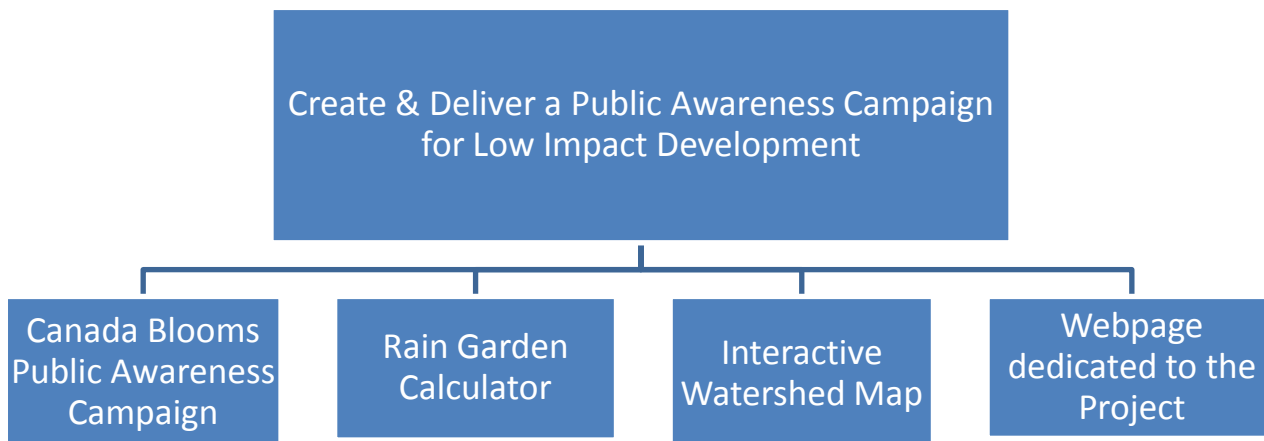 Create & Deliver a Public Awareness Campaign
for Low Impact Development
Canada Blooms
Public Awareness
Campaign
Rain Garden
Calculator
Interactive
Watershed Map
Webpage
dedicated to the
Project